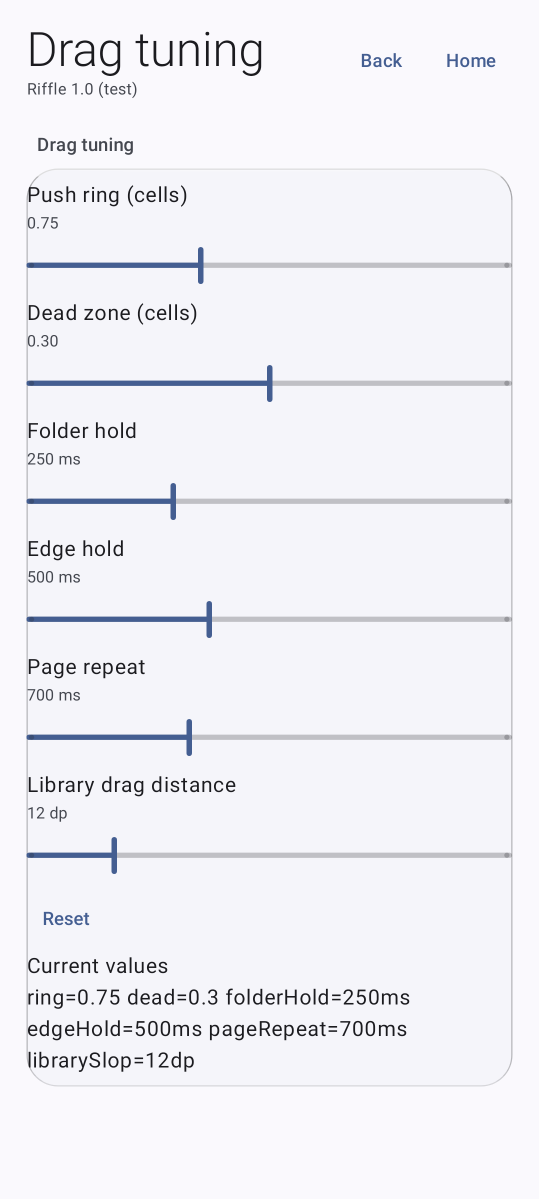 Drag tuning
Back
Home
Riffle 1.0 (test)
Drag tuning
Push ring (cells)
0.75
Dead zone (cells)
0.30
Folder hold
250 ms
Edge hold
500 ms
Page repeat
700 ms
Library drag distance
12 dp
Reset
Current values
ring=0.75 dead=0.3 folderHold=250ms
edgeHold=500ms pageRepeat=700ms
librarySlop=12dp